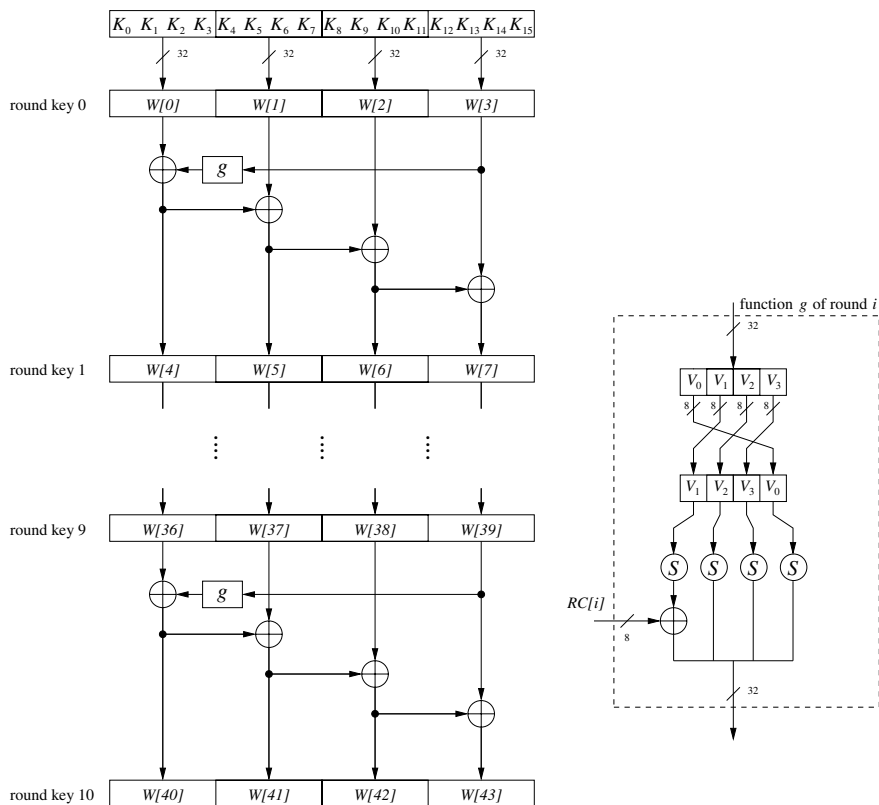 K₀ K₁ K₂ K₃ K₄ K₅ K₆ K₇ K₈ K₉ K₁₀ K₁₁ K₁₂ K₁₃ K₁₄ K₁₅
32 32 32 32
round key 0 W[0] W[1] W[2] W[3]
g
round key 1 W[4] W[5] W[6] W[7]
round key 9 W[36] W[37] W[38] W[39]
g
round key 10 W[40] W[41] W[42] W[43]
function g of round i
32
V₀ V₁ V₂ V₃
8 8 8 8
V₁ V₂ V₃ V₀
S S S S
RC[i]
8
32